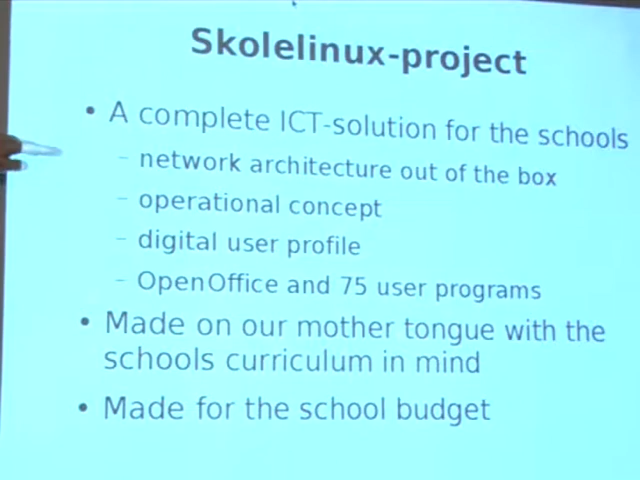 Skolelinux-project
• A complete ICT-solution for the schools
– network architecture out of the box
– operational concept
– digital user profile
– OpenOffice and 75 user programs
• Made on our mother tongue with the
schools curriculum in mind
• Made for the school budget